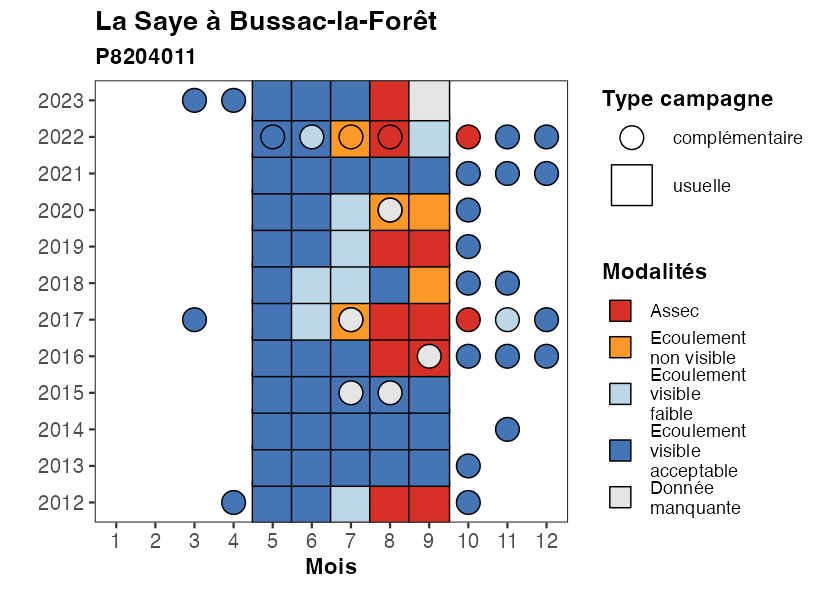 La Saye à Bussac-la-Forêt
P8204011
2023
2022
2021
2020
2019
2018
2017
2016
2015
2014
2013
2012
1 2 3 4 5 6 7 8 9 10 11 12
Mois
Type campagne
complémentaire
usuelle
Modalités
Assec
Ecoulement
non visible
Ecoulement
visible
faible
Ecoulement
visible
acceptable
Donnée
manquante